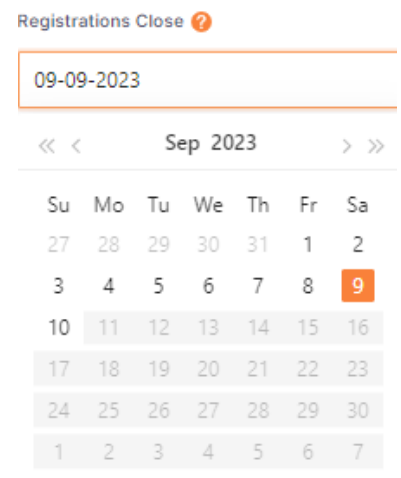 Registrations Close ?
09-09-2023
« < Sep 2023 > »
Su Mo Tu We Th Fr Sa
27 28 29 30 31 1 2
3 4 5 6 7 8 9
10 11 12 13 14 15 16
17 18 19 20 21 22 23
24 25 26 27 28 29 30
1 2 3 4 5 6 7